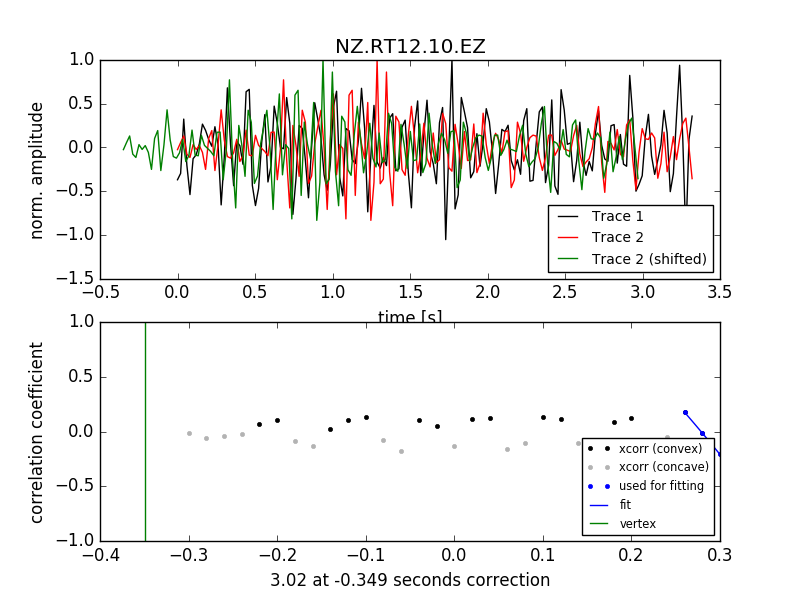 NZ.RT12.10.EZ
norm. amplitude
1.0
0.5
0.0
−0.5
−1.0
−1.5
Trace 1
Trace 2
Trace 2 (shifted)
−0.5 0.0 0.5 1.0 1.5 2.0 2.5 3.0 3.5
time [s]
correlation coefficient
1.0
0.5
0.0
−0.5
−1.0
xcorr (convex)
xcorr (concave)
used for fitting
fit
vertex
−0.4 −0.3 −0.2 −0.1 0.0 0.1 0.2 0.3
3.02 at -0.349 seconds correction